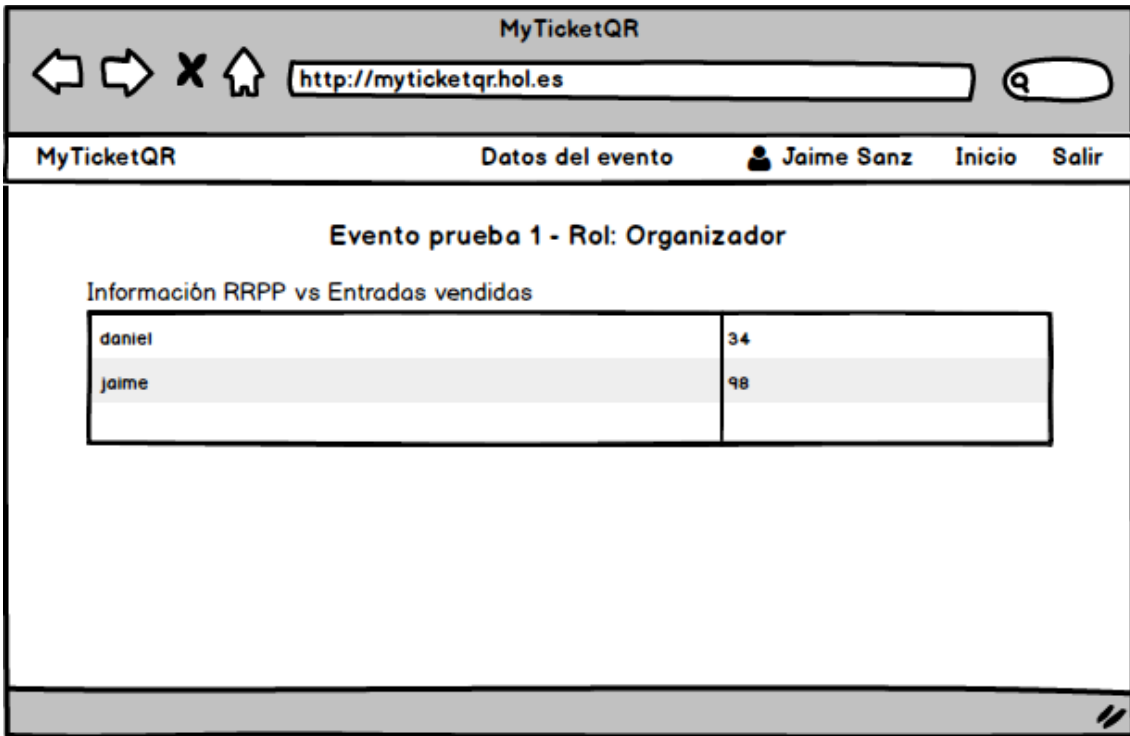 MyTicketQR
http://myticketqr.hol.es
MyTicketQR Datos del evento Jaime Sanz Inicio Salir
Evento prueba 1 - Rol: Organizador
Información RRPP vs Entradas vendidas
daniel 34
jaime 98